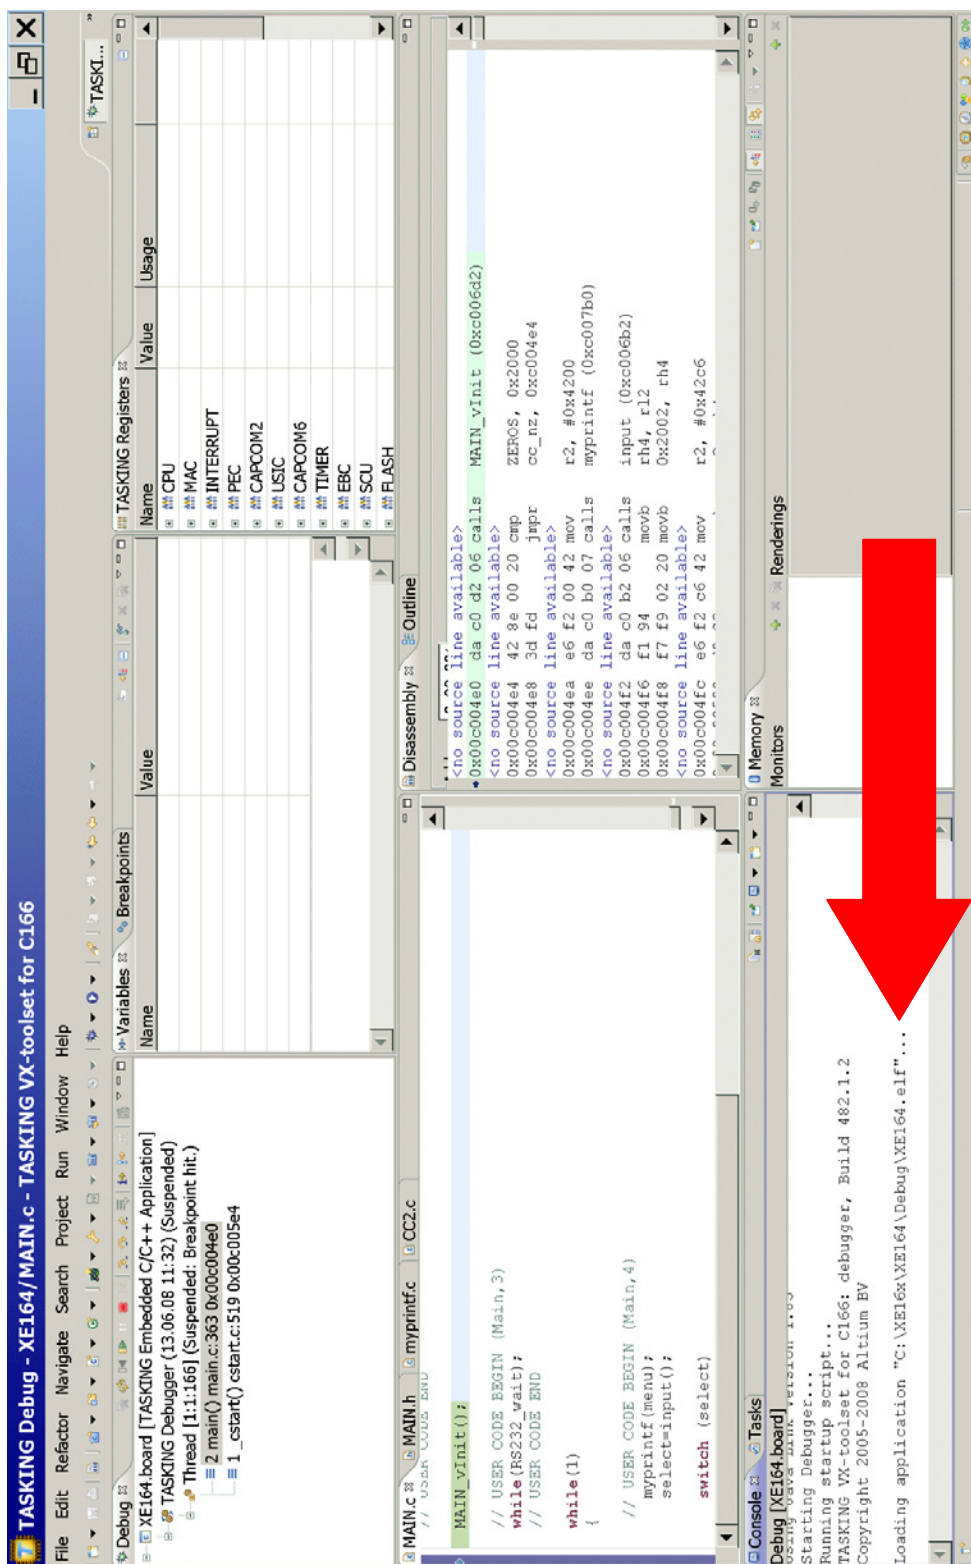 TASKING Debug - XE164/MAIN.c - TASKING VX-toolset for C166
File Edit Refactor Navigate Search Project Run Window Help
TASKI...
Debug
XE164.board [TASKING Embedded C/C++ Application]
TASKING Debugger (13.06.08 11:32) (Suspended)
Thread [1:1:166] (Suspended: Breakpoint hit.)
2 main() main.c:363 0x00c004e0
1 _cstart() cstart.c:519 0x00c005e4
Variables Breakpoints
Name Value
TASKING Registers
Name Value Usage
CPU
MAC
INTERRUPT
PEC
CAPCOM2
USIC
CAPCOM6
TIMER
EBC
SCU
FLASH
MAIN.c MAIN.h myprintf.c CC2.c
// USER CODE END
MAIN_vInit();
// USER CODE BEGIN (Main,3)
while(RS232_wait);
// USER CODE END
while(1)
{
// USER CODE BEGIN (Main,4)
myprintf(menu);
select=input();
switch (select)
Disassembly Outline
<no source line available>
0x00c004e0 da c0 d2 06 calls MAIN_vInit (0xc006d2)
<no source line available>
0x00c004e4 42 8e 00 20 cmp ZEROS, 0x2000
0x00c004e8 3d fd jmpr cc_nz, 0xc004e4
<no source line available>
0x00c004ea e6 f2 00 42 mov r2, #0x4200
0x00c004ee da c0 b0 07 calls myprintf (0xc007b0)
<no source line available>
0x00c004f2 da c0 b2 06 calls input (0xc006b2)
0x00c004f6 f1 94 movb rh4, rl2
0x00c004f8 f7 f9 02 20 movb 0x2002, rh4
<no source line available>
0x00c004fc e6 f2 c6 42 mov r2, #0x42c6
Console Tasks
Debug [XE164.board]
Using Java Link version 1.03
Starting Debugger...
Running startup script...
TASKING VX-toolset for C166: debugger, Build 482.1.2
Copyright 2005-2008 Altium BV
Loading application "C:\XE16x\XE164\Debug\XE164.elf"...
Memory
Monitors
Renderings